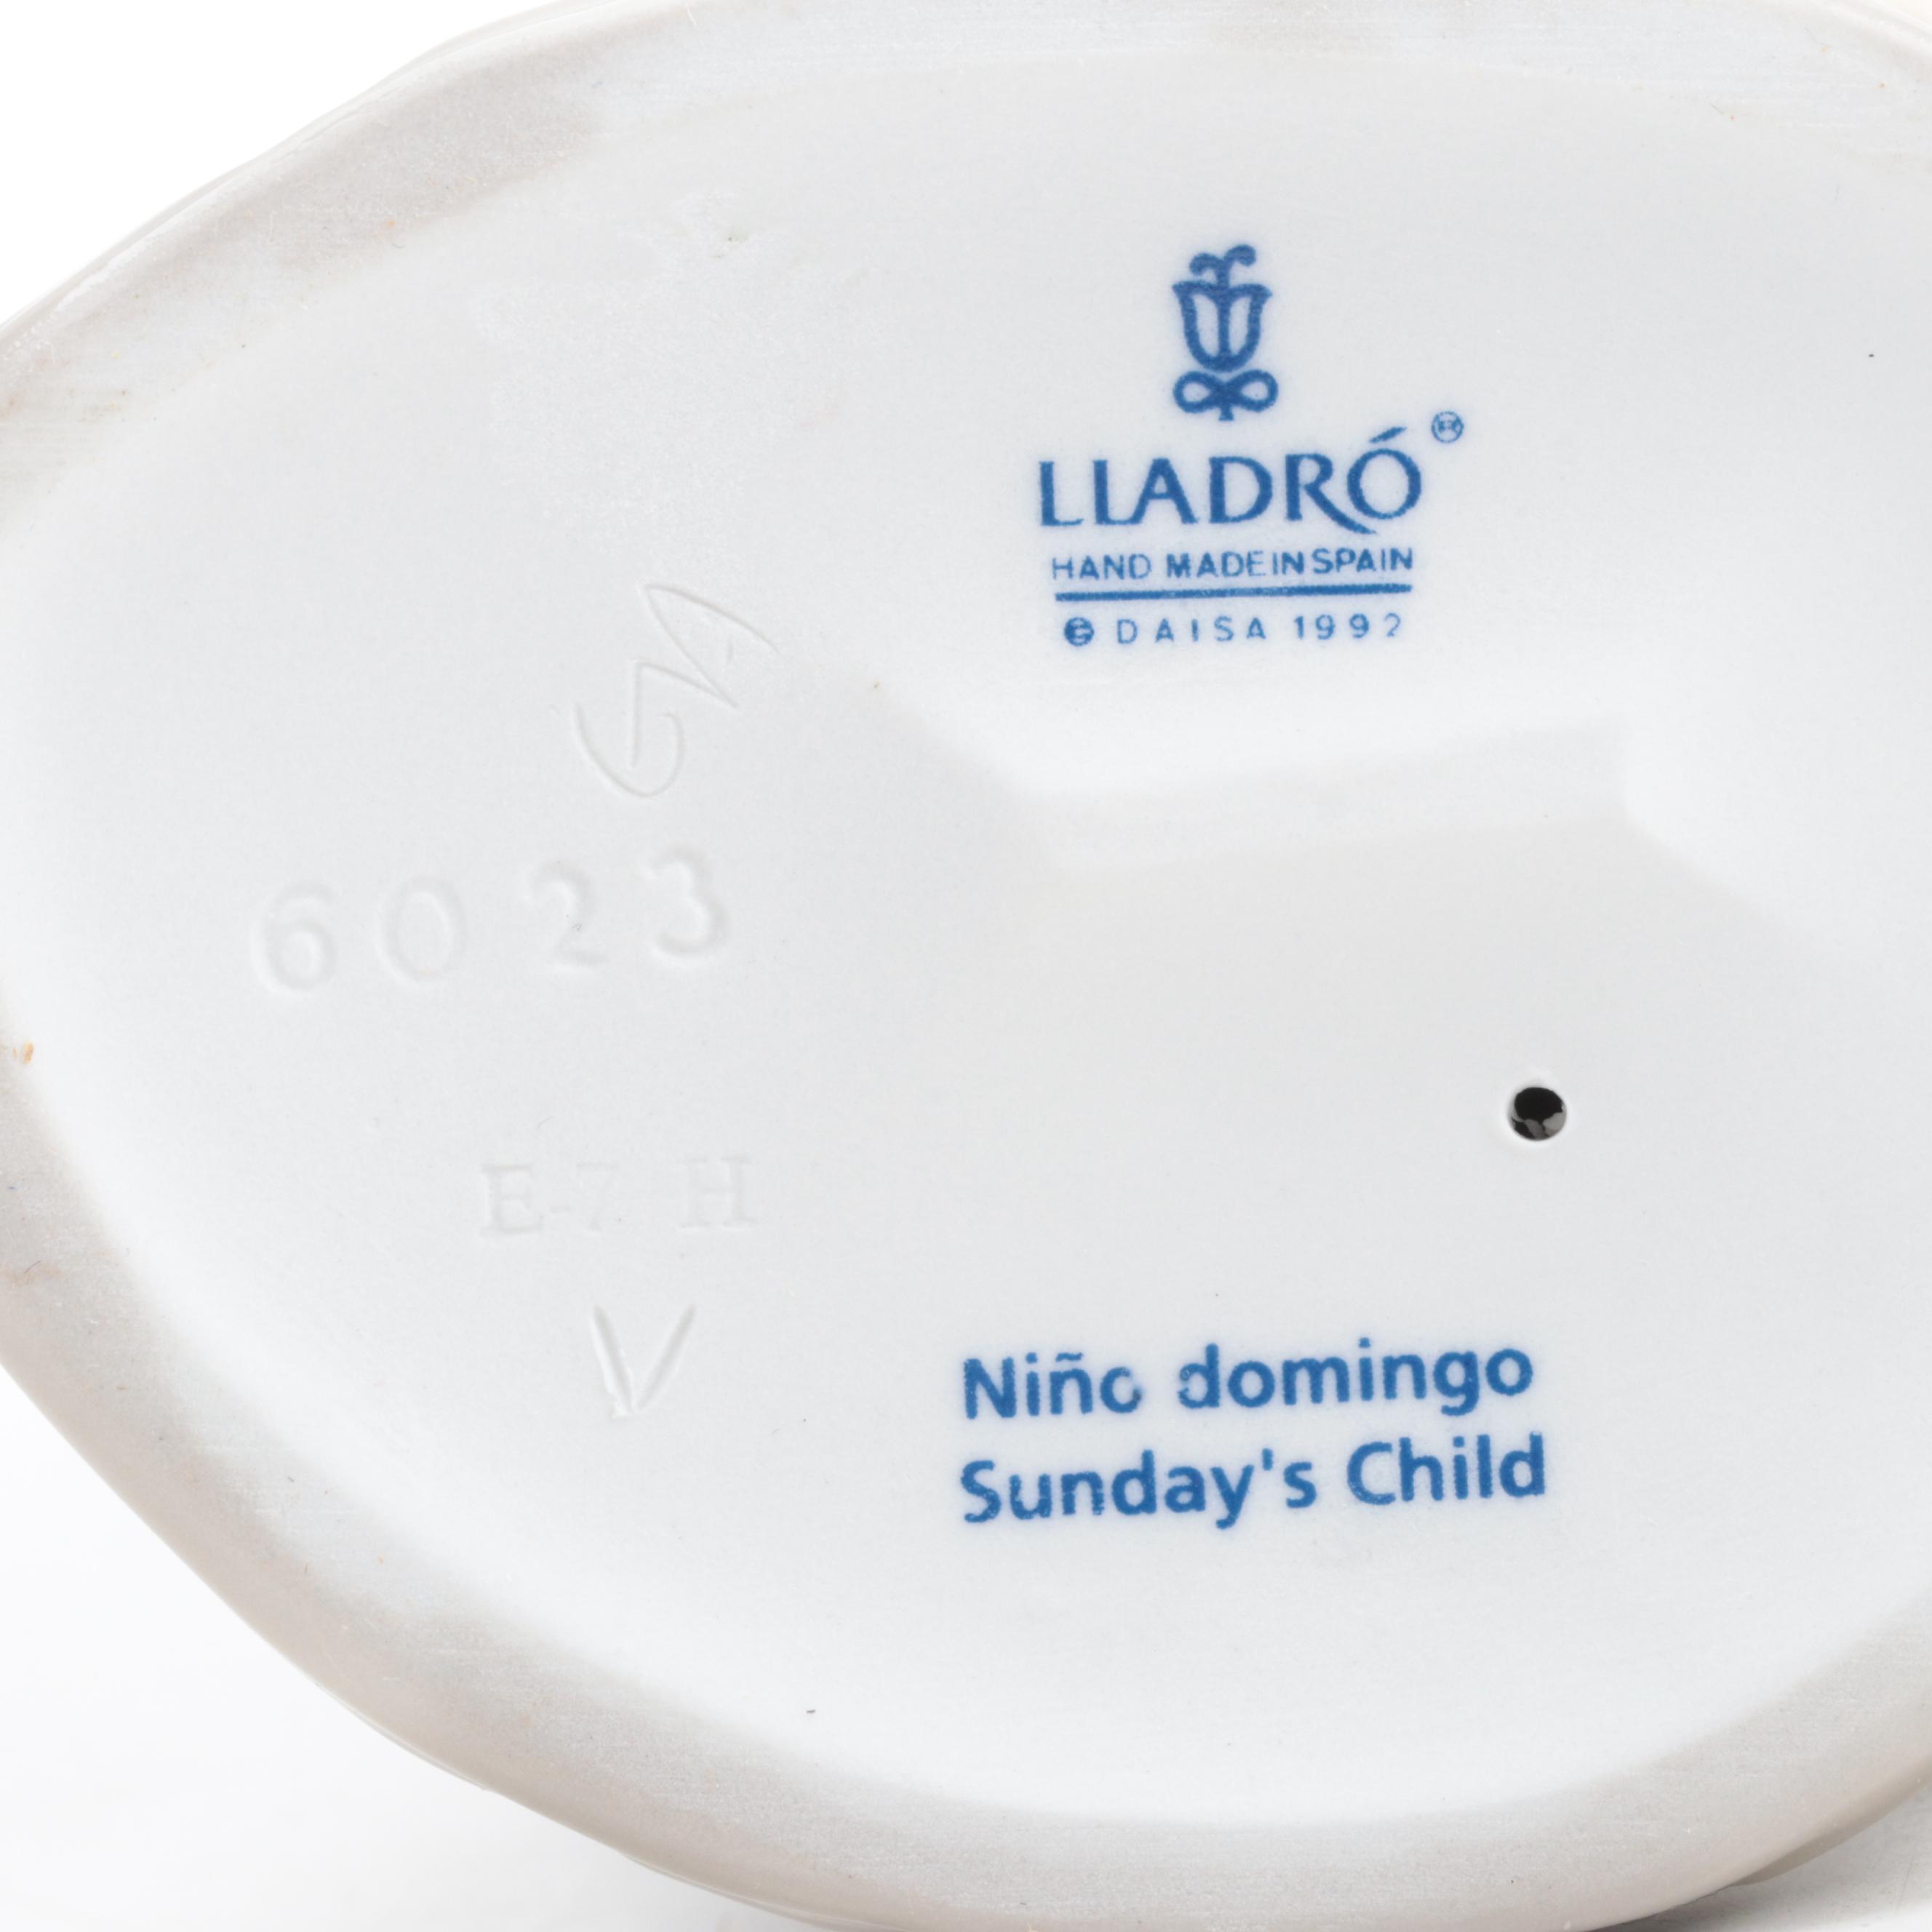 LLADRÓ®
HAND MADE IN SPAIN
© DAISA 1992
6023
E-7 H
V
Niño domingo
Sunday's Child